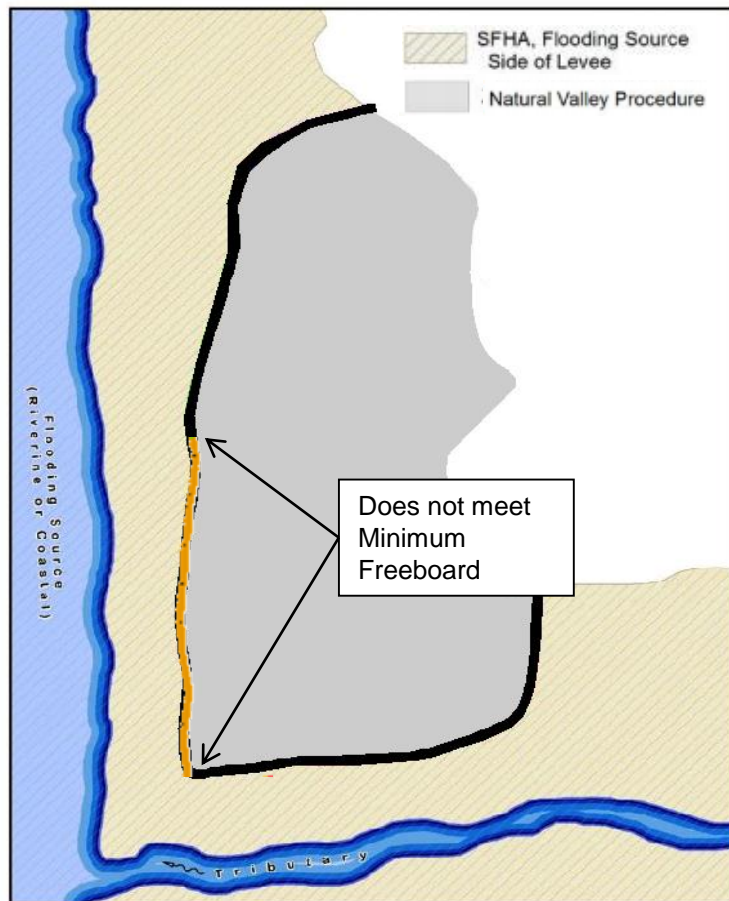 SFHA, Flooding Source
Side of Levee
Natural Valley Procedure
Flooding Source
(Riverine or Coastal)
Does not meet
Minimum
Freeboard
Tributary